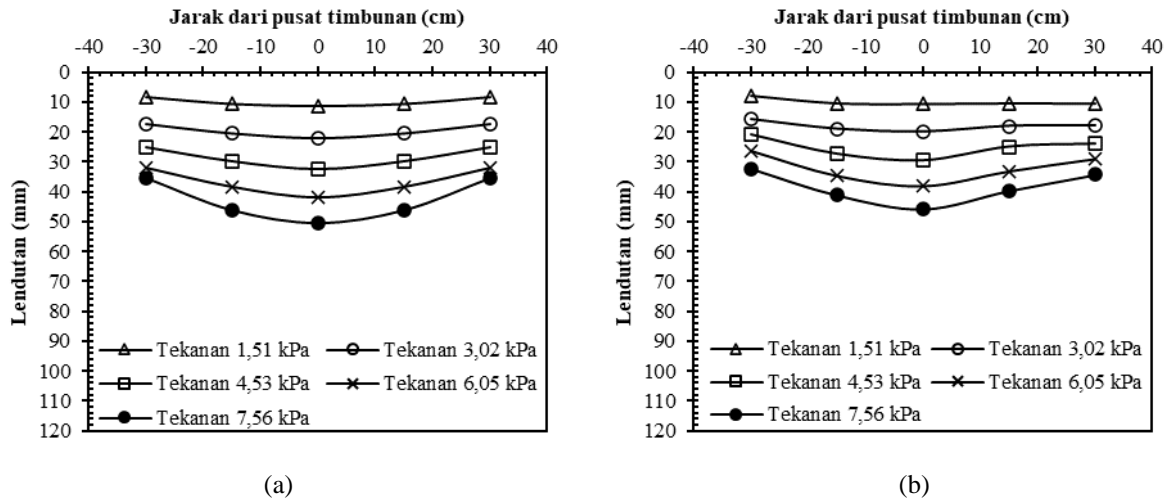 Jarak dari pusat timbunan (cm)
-40 -30 -20 -10 0 10 20 30 40
0
10
20
30
40
50
60
70
80
90
100
110
120
Lendutan (mm)
Tekanan 1,51 kPa Tekanan 3,02 kPa
Tekanan 4,53 kPa Tekanan 6,05 kPa
Tekanan 7,56 kPa
(a)
Jarak dari pusat timbunan (cm)
-40 -30 -20 -10 0 10 20 30 40
0
10
20
30
40
50
60
70
80
90
100
110
120
Lendutan (mm)
Tekanan 1,51 kPa Tekanan 3,02 kPa
Tekanan 4,53 kPa Tekanan 6,05 kPa
Tekanan 7,56 kPa
(b)